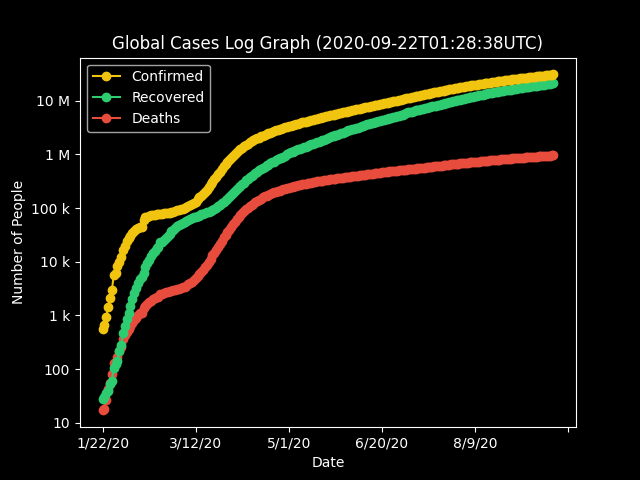 Global Cases Log Graph (2020-09-22T01:28:38UTC)
Confirmed
Recovered
Deaths
Number of People
10 M
1 M
100 k
10 k
1 k
100
10
1/22/20 3/12/20 5/1/20 6/20/20 8/9/20
Date